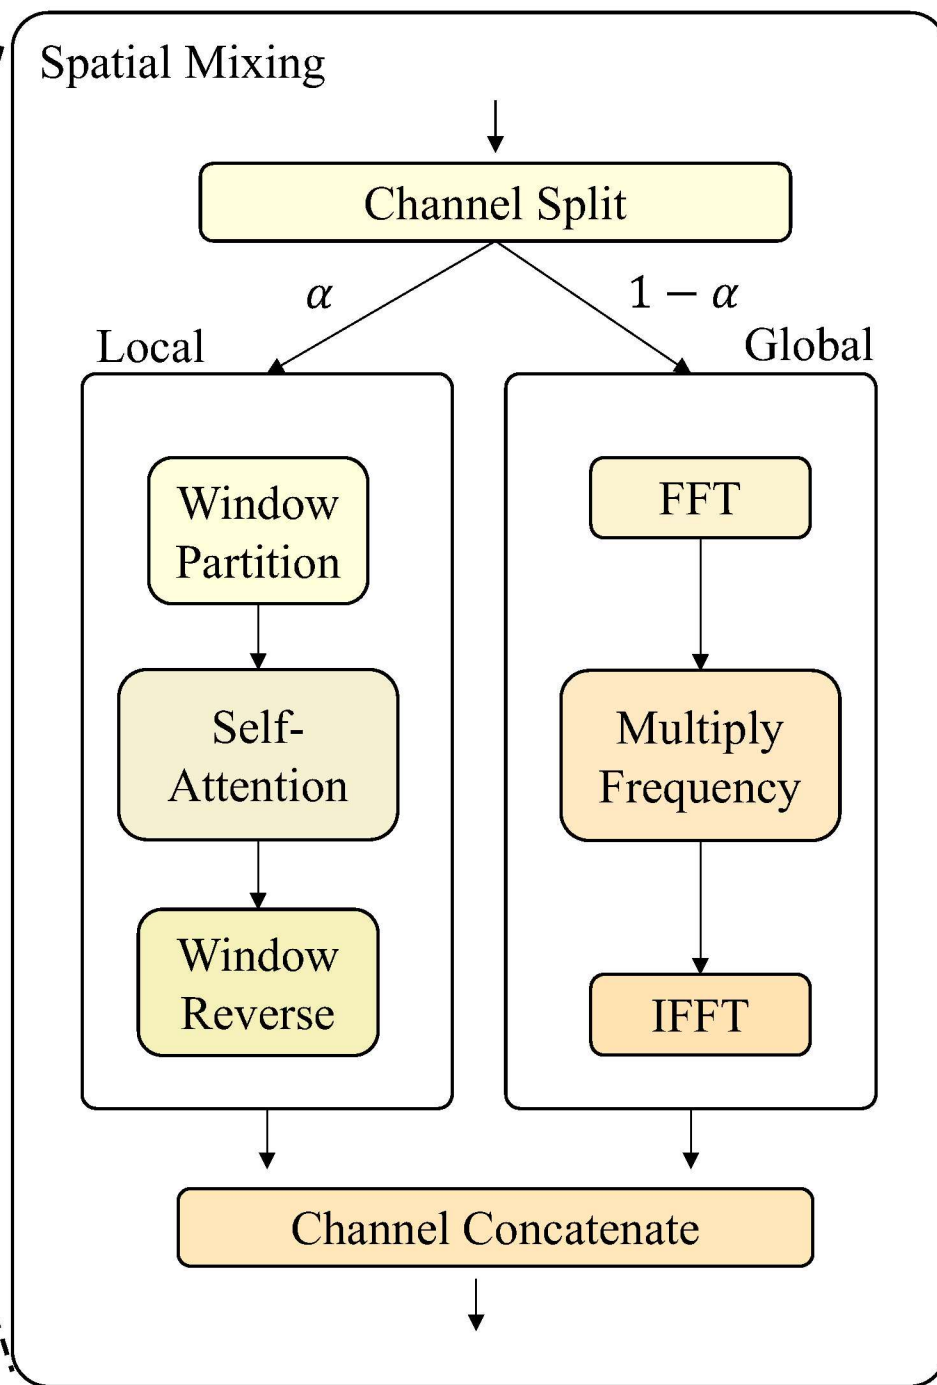 Spatial Mixing
Channel Split
α
1 − α
Local
Global
Window
Partition
Self-
Attention
Window
Reverse
FFT
Multiply
Frequency
IFFT
Channel Concatenate